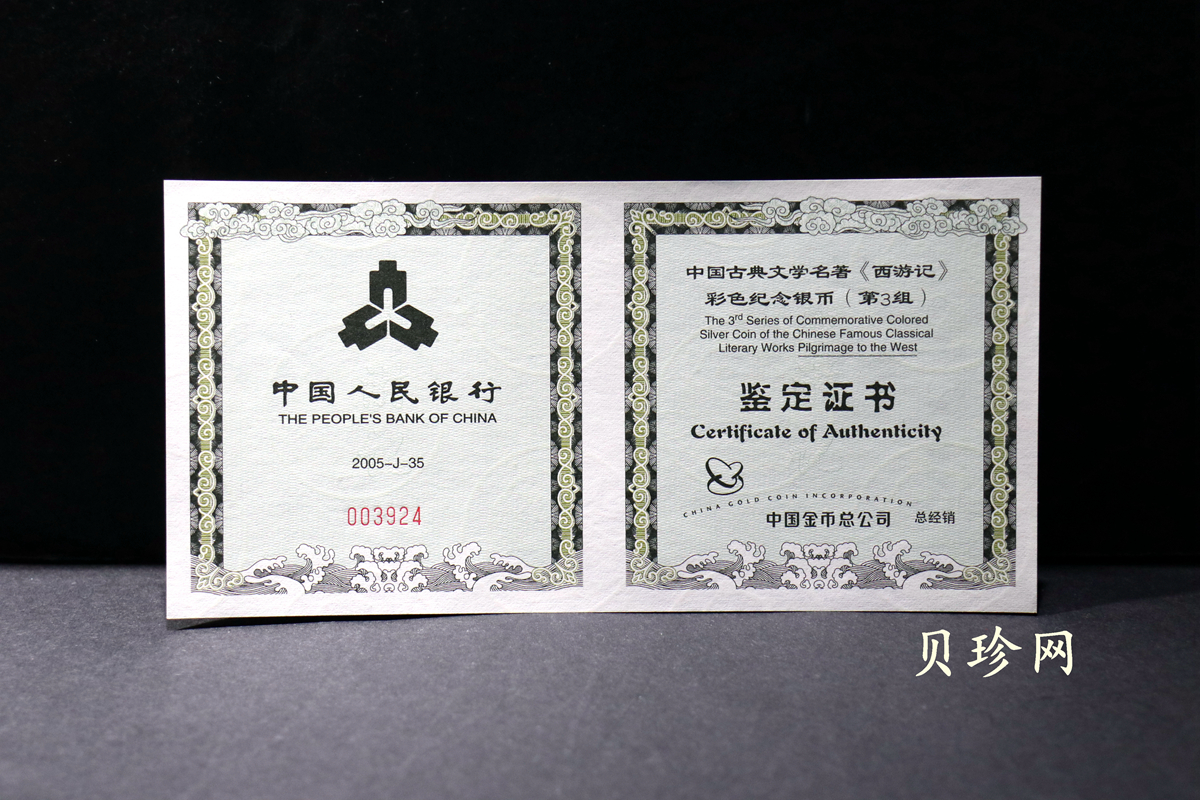 中国人民银行
THE PEOPLE'S BANK OF CHINA
2005-J-35
003924
中国古典文学名著《西游记》
彩色纪念银币（第3组）
The 3rd Series of Commemorative Colored
Silver Coin of the Chinese Famous Classical
Literary Works Pilgrimage to the West
鉴定证书
Certificate of Authenticity
CHINA GOLD COIN INCORPORATION
中国金币总公司 总经销
贝珍网